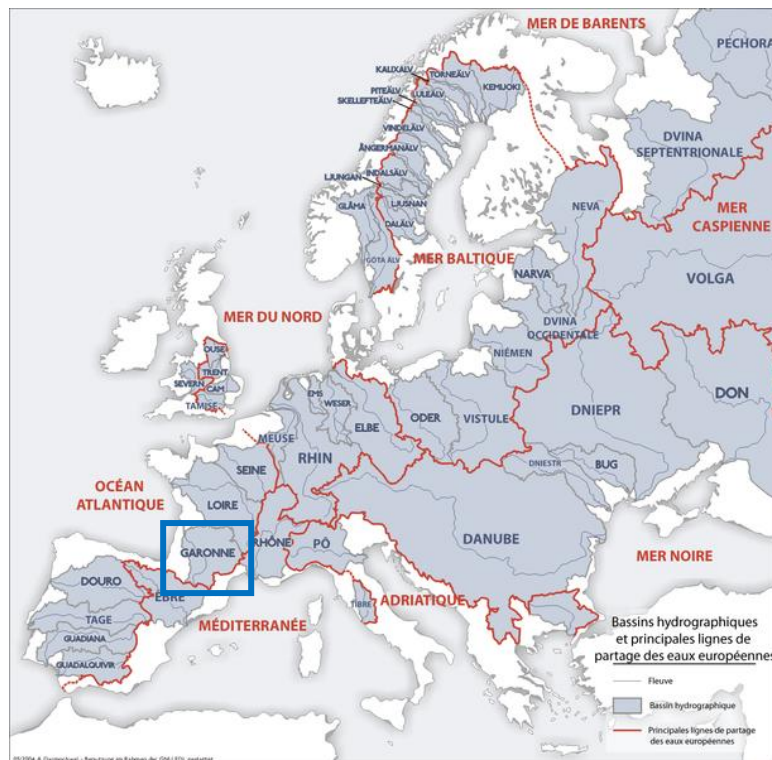 MER DE BARENTS
PECHORA
KALIXÄLV
TORNEÄLV
PITEÄLV
LULEÄLV
KEMIJOKI
SKELLEFTEÄLV
VINDELÄLV
DVINA
SEPTENTRIONALE
ÅNGERMANÄLV
LJUNGAN
INDALSÄLV
GLÅMA
LJUSNAN
DALÄLV
NEVA
MER
CASPIENNE
GÖTA ÄLV
MER BALTIQUE
NARVA
VOLGA
MER DU NORD
DVINA
OCCIDENTALE
NIÉMEN
OUSE
TRENT
SEVERN
CAM
TAMISE
EMS
WESER
ELBE
ODER
VISTULE
DNIEPR
DON
MEUSE
RHIN
SEINE
DNIESTR
BUG
OCÉAN
ATLANTIQUE
LOIRE
DANUBE
GARONNE
RHÔNE
PÔ
MER NOIRE
DOURO
ÈBRE
ADRIATIQUE
TIBRE
TAGE
MÉDITERRANÉE
GUADIANA
GUADALQUIVIR
Bassins hydrographiques
et principales lignes de
partage des eaux européennes
Fleuve
Bassin hydrographique
Principales lignes de partage
des eaux européennes